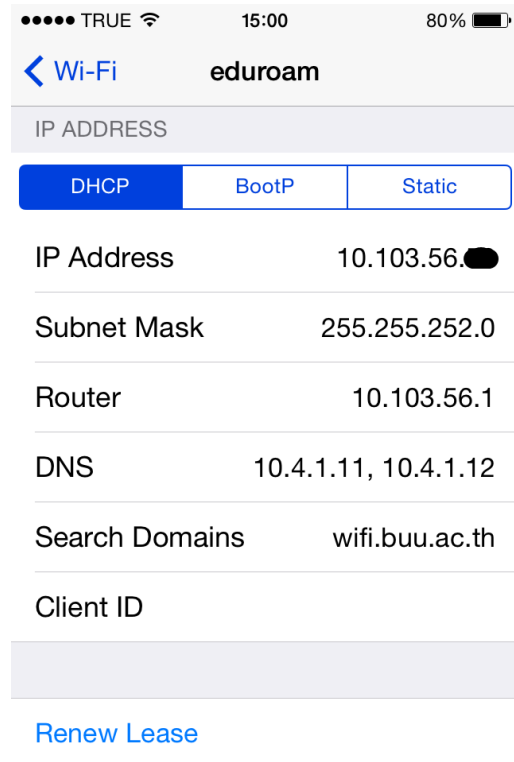 TRUE 15:00 80%
Wi-Fi eduroam
IP ADDRESS
DHCP BootP Static
IP Address 10.103.56.
Subnet Mask 255.255.252.0
Router 10.103.56.1
DNS 10.4.1.11, 10.4.1.12
Search Domains wifi.buu.ac.th
Client ID
Renew Lease